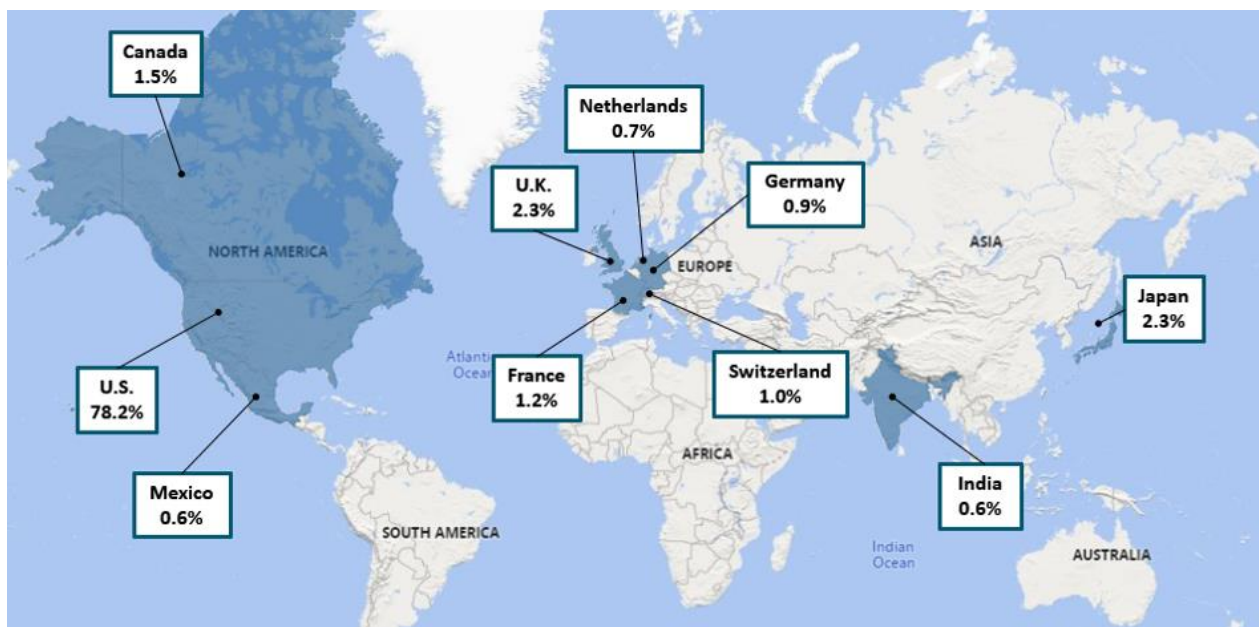 Canada
1.5%
Netherlands
0.7%
U.K.
2.3%
Germany
0.9%
NORTH AMERICA
EUROPE
ASIA
Japan
2.3%
U.S.
78.2%
Atlantic
Ocean
France
1.2%
Switzerland
1.0%
Mexico
0.6%
AFRICA
India
0.6%
SOUTH AMERICA
Indian
Ocean
AUSTRALIA